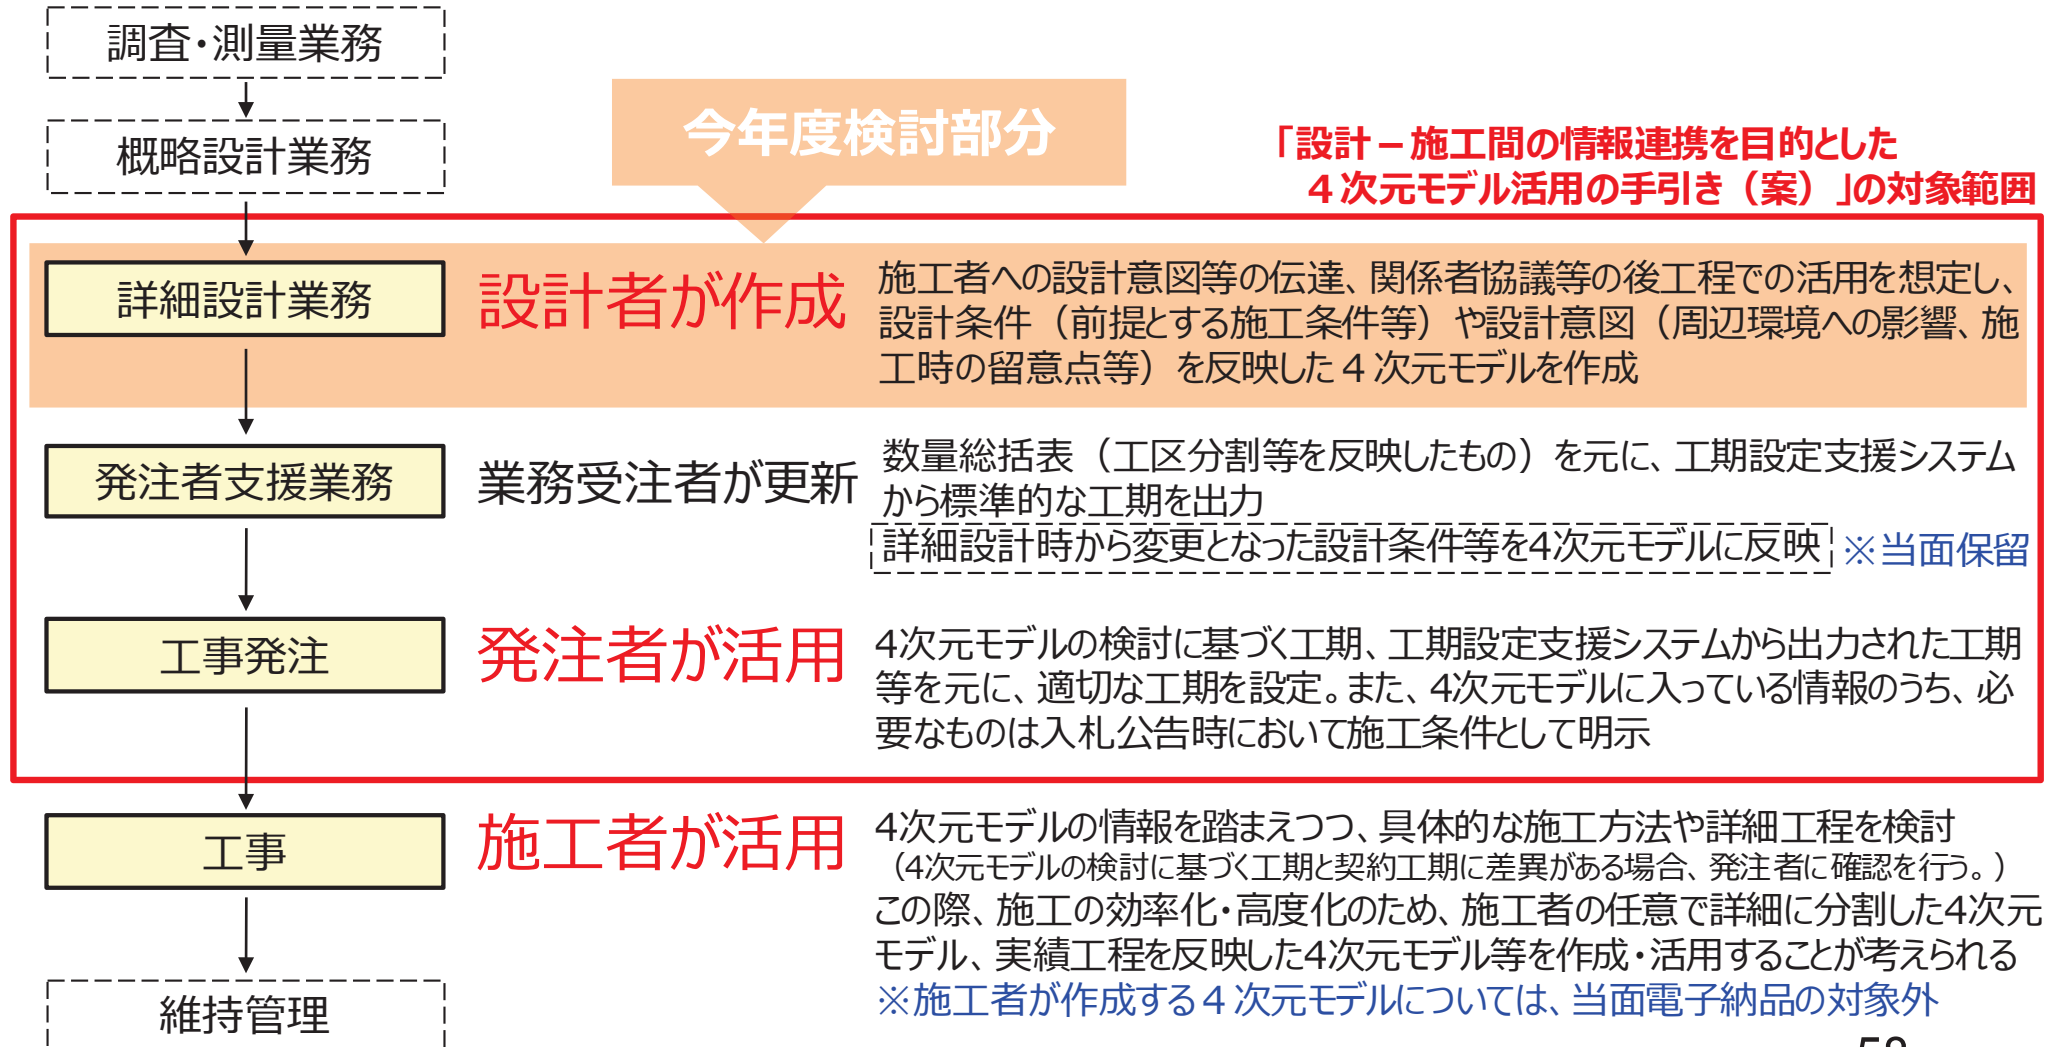 調査・測量業務
概略設計業務
今年度検討部分
「設計－施工間の情報連携を目的とした
４次元モデル活用の手引き（案）」の対象範囲
詳細設計業務
設計者が作成
施工者への設計意図等の伝達、関係者協議等の後工程での活用を想定し、
設計条件（前提とする施工条件等）や設計意図（周辺環境への影響、施
工時の留意点等）を反映した４次元モデルを作成
発注者支援業務
業務受注者が更新
数量総括表（工区分割等を反映したもの）を元に、工期設定支援システム
から標準的な工期を出力
詳細設計時から変更となった設計条件等を4次元モデルに反映
※当面保留
工事発注
発注者が活用
4次元モデルの検討に基づく工期、工期設定支援システムから出力された工期
等を元に、適切な工期を設定。また、4次元モデルに入っている情報のうち、必
要なものは入札公告時において施工条件として明示
工事
施工者が活用
4次元モデルの情報を踏まえつつ、具体的な施工方法や詳細工程を検討
（4次元モデルの検討に基づく工期と契約工期に差異がある場合、発注者に確認を行う。）
この際、施工の効率化・高度化のため、施工者の任意で詳細に分割した4次元
モデル、実績工程を反映した4次元モデル等を作成・活用することが考えられる
※施工者が作成する４次元モデルについては、当面電子納品の対象外
維持管理